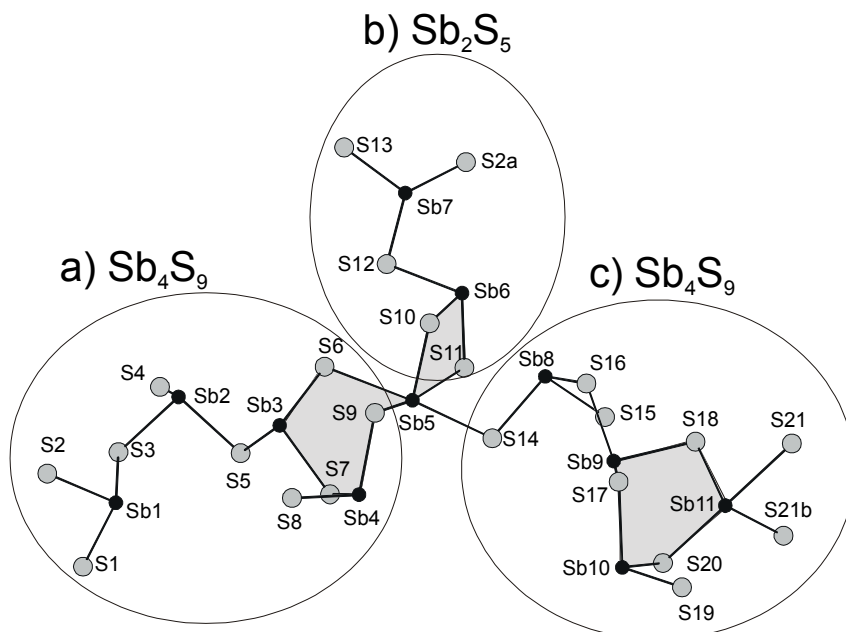 b) Sb₂S₅
S13
S2a
Sb7
S12
Sb6
a) Sb₄S₉
c) Sb₄S₉
S10
S6
S11
Sb8
S16
S4
Sb2
Sb3
S9
Sb5
S15
S18
S21
S2
S3
S14
S5
S7
Sb9
S17
Sb11
S21b
Sb1
S8
Sb4
S1
Sb10
S20
S19